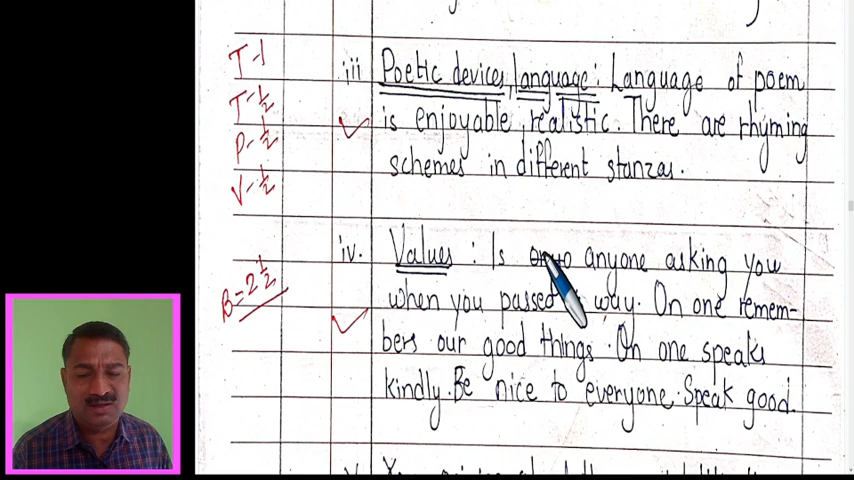 T-1
T-½
P-½
V-½
B=2½
iii Poetic devices, language: Language of poem
is enjoyable, realistic. There are rhyming
schemes in different stanzas.
iv. Values: Is anyone asking you
when you passed way. On one remem-
bers our good things. On one speaks
kindly. Be nice to everyone. Speak good.